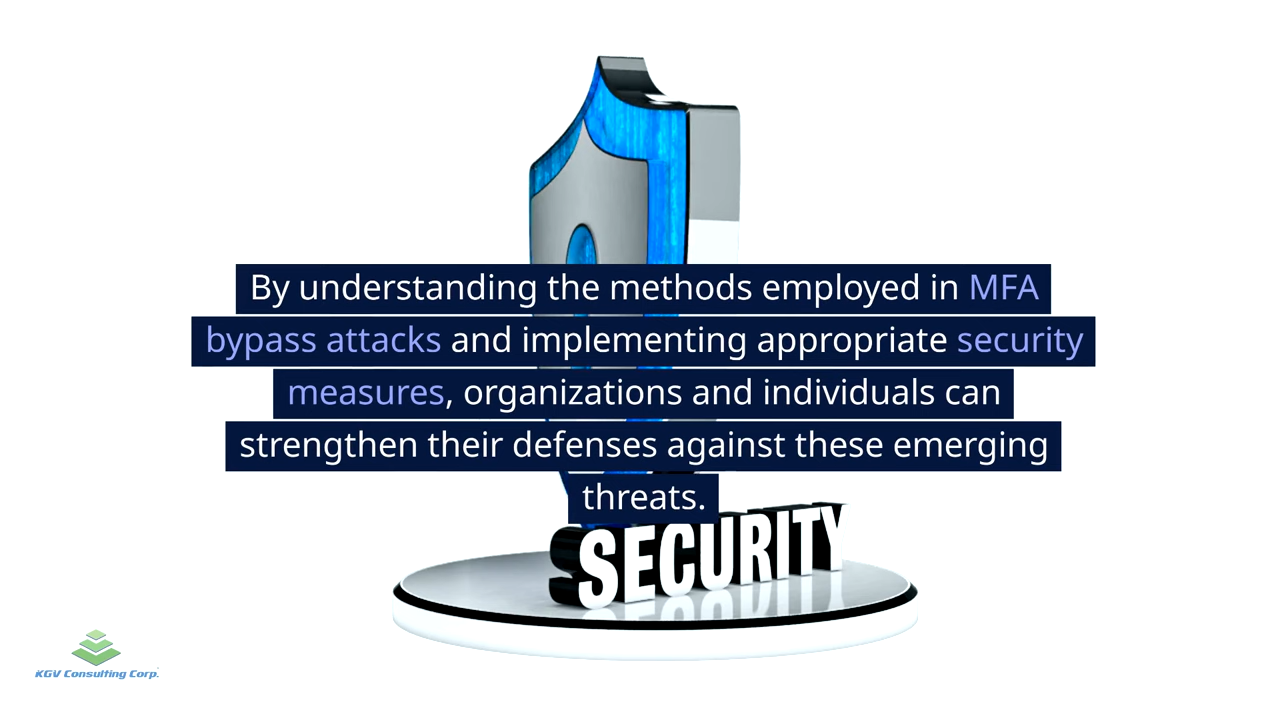 By understanding the methods employed in MFA
bypass attacks and implementing appropriate security
measures, organizations and individuals can
strengthen their defenses against these emerging
threats.
SECURITY
KGV Consulting Corp.